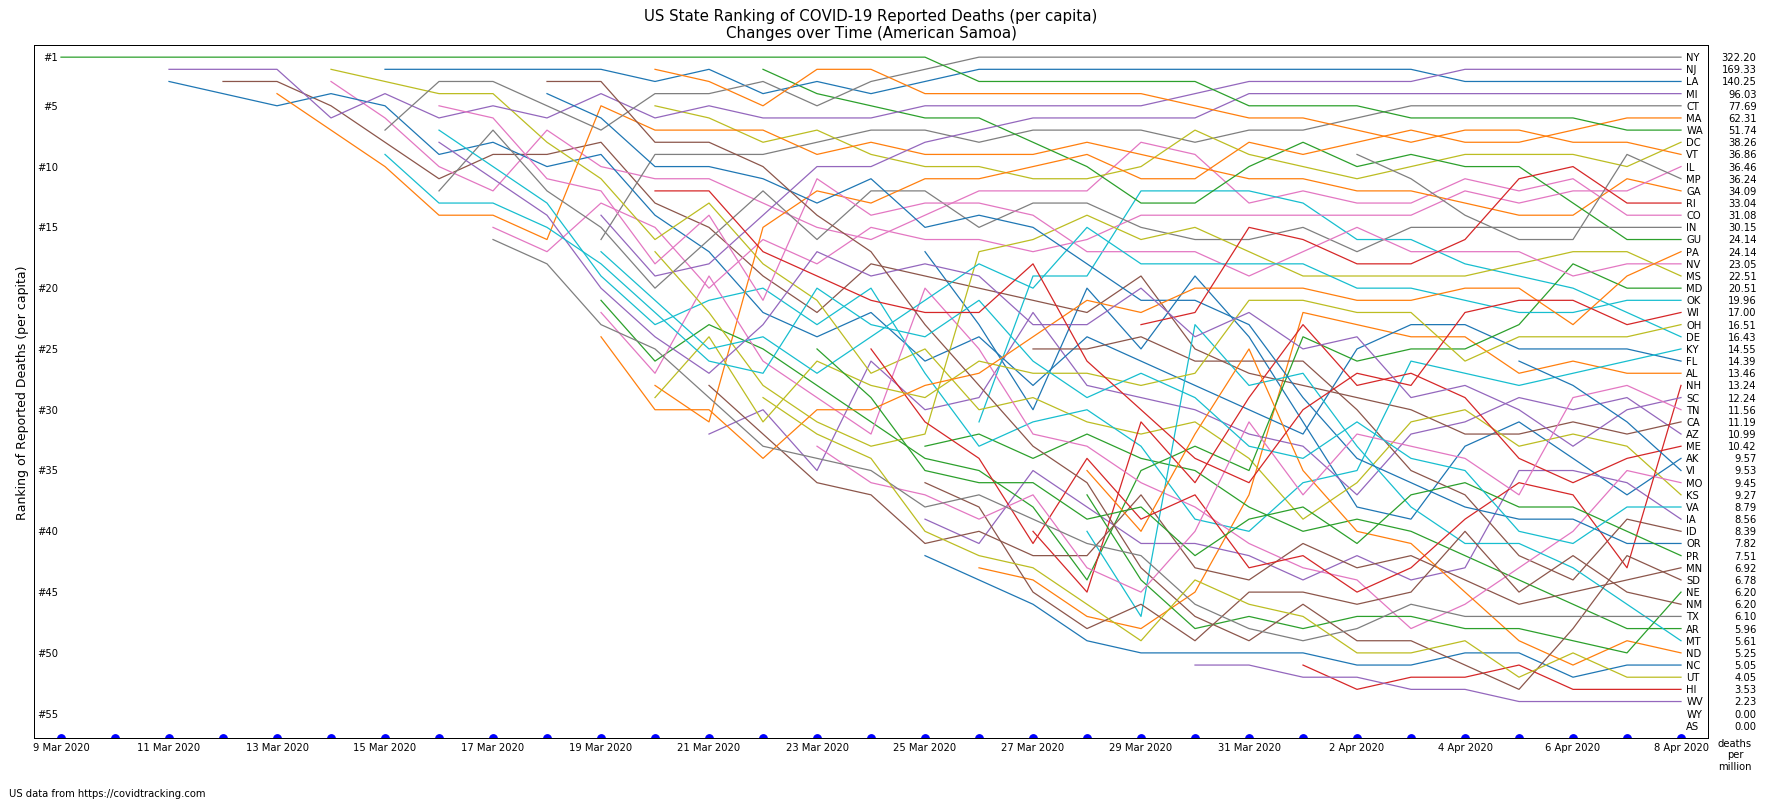 US State Ranking of COVID-19 Reported Deaths (per capita)
Changes over Time (American Samoa)
Ranking of Reported Deaths (per capita)
#1
#5
#10
#15
#20
#25
#30
#35
#40
#45
#50
#55
NY 322.20
NJ 169.33
LA 140.25
MI 96.03
CT 77.69
MA 62.31
WA 51.74
DC 38.26
VT 36.86
IL 36.46
MP 36.24
GA 34.09
RI 33.04
CO 31.08
IN 30.15
GU 24.14
PA 24.14
NV 23.05
MS 22.51
MD 20.51
OK 19.96
WI 17.00
OH 16.51
DE 16.43
KY 14.55
FL 14.39
AL 13.46
NH 13.24
SC 12.24
TN 11.56
CA 11.19
AZ 10.99
ME 10.42
AK 9.57
VI 9.53
MO 9.45
KS 9.27
VA 8.79
IA 8.56
ID 8.39
OR 7.82
PR 7.51
MN 6.92
SD 6.78
NE 6.20
NM 6.20
TX 6.10
AR 5.96
MT 5.61
ND 5.25
NC 5.05
UT 4.05
HI 3.53
WV 2.23
WY 0.00
AS 0.00
9 Mar 2020 11 Mar 2020 13 Mar 2020 15 Mar 2020 17 Mar 2020 19 Mar 2020 21 Mar 2020 23 Mar 2020 25 Mar 2020 27 Mar 2020 29 Mar 2020 31 Mar 2020 2 Apr 2020 4 Apr 2020 6 Apr 2020 8 Apr 2020
deaths
per
million
US data from https://covidtracking.com